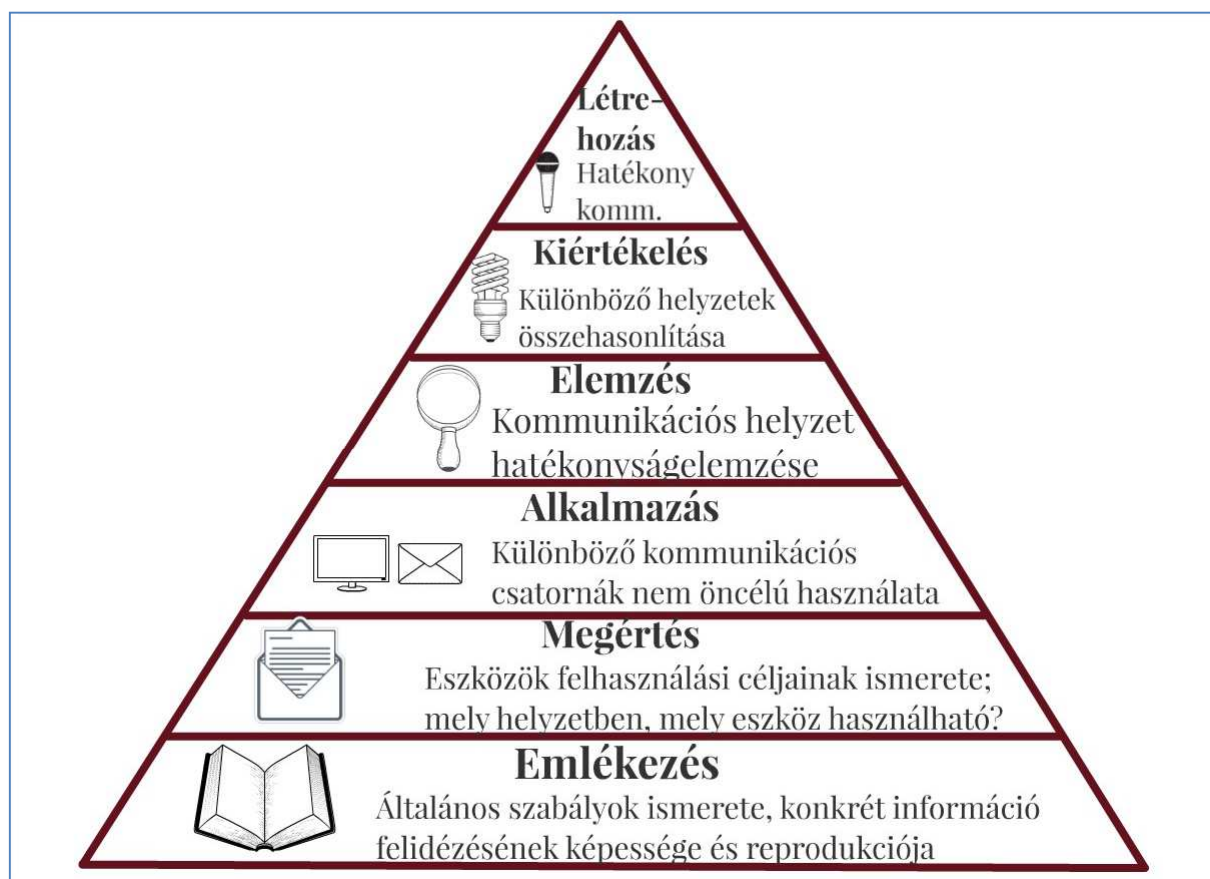 Létre-
hozás
Hatékony
komm.
Kiértékelés
Különböző helyzetek
összehasonlítása
Elemzés
Kommunikációs helyzet
hatékonyságelemzése
Alkalmazás
Különböző kommunikációs
csatornák nem öncélú használata
Megértés
Eszközök felhasználási céljainak ismerete;
mely helyzetben, mely eszköz használható?
Emlékezés
Általános szabályok ismerete, konkrét információ
felidézésének képessége és reprodukciója